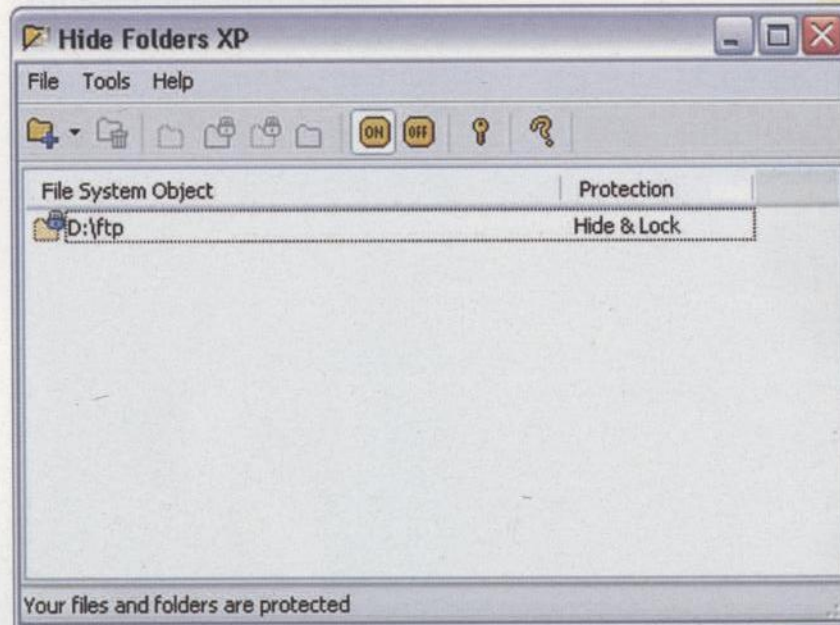 Hide Folders XP
File Tools Help
ON OFF
File System Object Protection
D:\ftp Hide & Lock
Your files and folders are protected